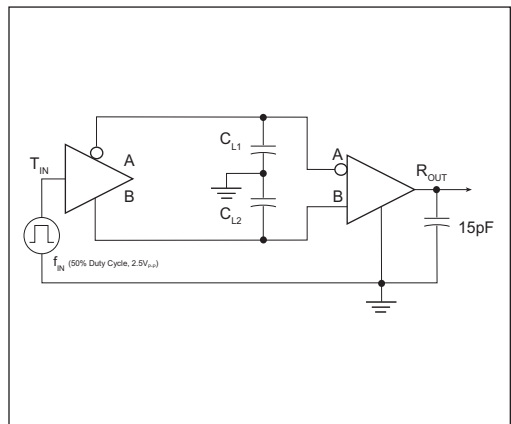 A
B
T_IN
C_L1
C_L2
A
B
R_OUT
15pF
f_IN (50% Duty Cycle, 2.5V_P-P)